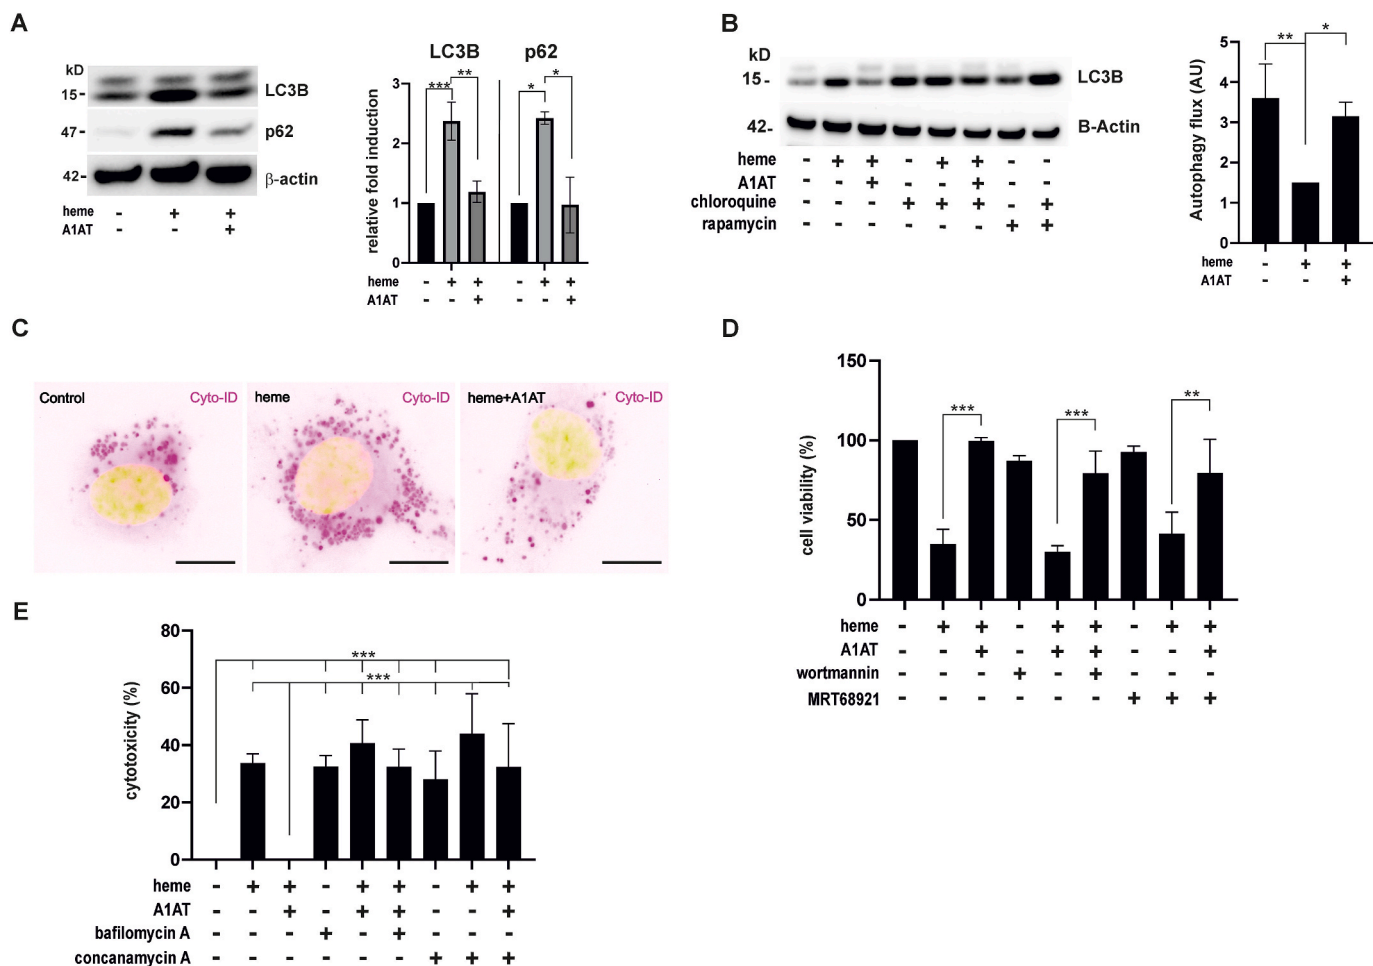 A
kD
15
47
42
LC3B
p62
β-actin
heme - + +
A1AT - - +
LC3B p62
relative fold induction
3
2
1
0
*** ** * *
heme - + + - + +
A1AT - - + - - +
B
kD
15
42
LC3B
B-Actin
heme - + + - + + - -
A1AT - - + - - + - -
chloroquine - - - + + + - +
rapamycin - - - - - - + +
Autophagy flux (AU)
5
4
3
2
1
0
** *
heme - + +
A1AT - - +
C
Control Cyto-ID
heme Cyto-ID
heme+A1AT Cyto-ID
D
cell viability (%)
150
100
50
0
*** *** **
heme - + + - + + - + +
A1AT - - + - + + - - +
wortmannin - - - + - + - - -
MRT68921 - - - - - - + + +
E
cytotoxicity (%)
80
60
40
20
0
***
***
heme - + + - + + - + +
A1AT - - + - + + - - +
bafilomycin A - - - + - + - - -
concanamycin A - - - - - - + + +